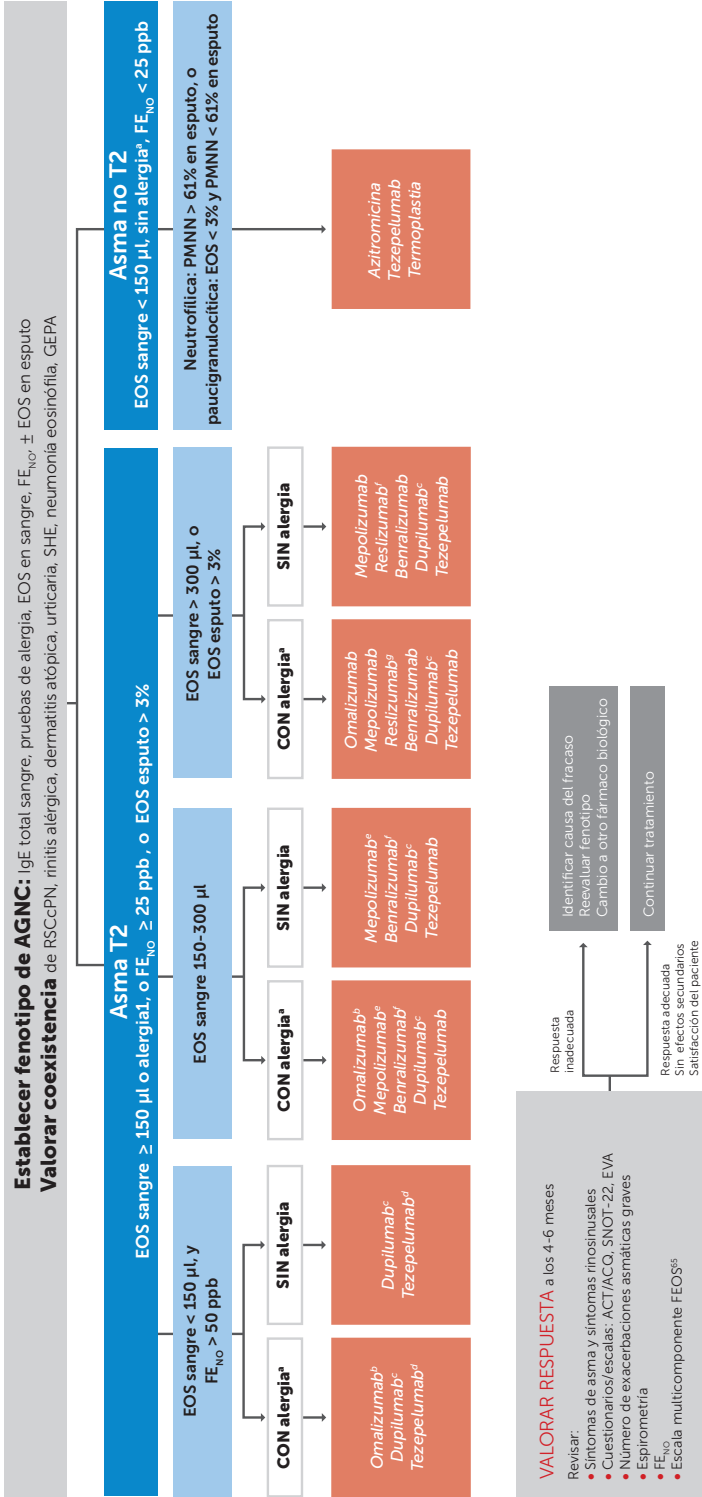 Establecer fenotipo de AGNC: IgE total sangre, pruebas de alergia, EOS en sangre, FE_NO, ± EOS en esputo
Valorar coexistencia de RSCcPN, rinitis alérgica, dermatitis atópica, urticaria, SHE, neumonía eosinófila, GEPA
Asma T2
EOS sangre ≥ 150 µl o alergia1, o FE_NO ≥ 25 ppb, o EOS esputo > 3%
EOS sangre < 150 µl, y
FE_NO > 50 ppb
CON alergiaª
Omalizumabᵇ
Dupilumabᶜ
Tezepelumabᵈ
SIN alergia
Dupilumabᶜ
Tezepelumabᵈ
EOS sangre 150-300 µl
CON alergiaª
Omalizumabᵇ
Mepolizumabᵉ
Benralizumabᶠ
Dupilumabᶜ
Tezepelumab
SIN alergia
Mepolizumabᵉ
Benralizumabᶠ
Dupilumabᶜ
Tezepelumab
EOS sangre > 300 µl, o
EOS esputo > 3%
CON alergiaª
Omalizumab
Mepolizumab
Reslizumabᵍ
Benralizumab
Dupilumabᶜ
Tezepelumab
SIN alergia
Mepolizumab
Reslizumabᶠ
Benralizumab
Dupilumabᶜ
Tezepelumab
Asma no T2
EOS sangre < 150 µl, sin alergiaª, FE_NO < 25 ppb
Neutrofílica: PMNN > 61% en esputo, o
paucigranulocítica: EOS < 3% y PMNN < 61% en esputo
Azitromicina
Tezepelumab
Termoplastia
VALORAR RESPUESTA a los 4-6 meses
Revisar:
• Síntomas de asma y síntomas rinosinusales
• Cuestionarios/escalas: ACT/ACQ, SNOT-22, EVA
• Número de exacerbaciones asmáticas graves
• Espirometría
• FE_NO
• Escala multicomponente FEOS⁶⁵
Respuesta
inadecuada
Identificar causa del fracaso
Reevaluar fenotipo
Cambio a otro fármaco biológico
Respuesta adecuada
Sin efectos secundarios
Satisfacción del paciente
Continuar tratamiento